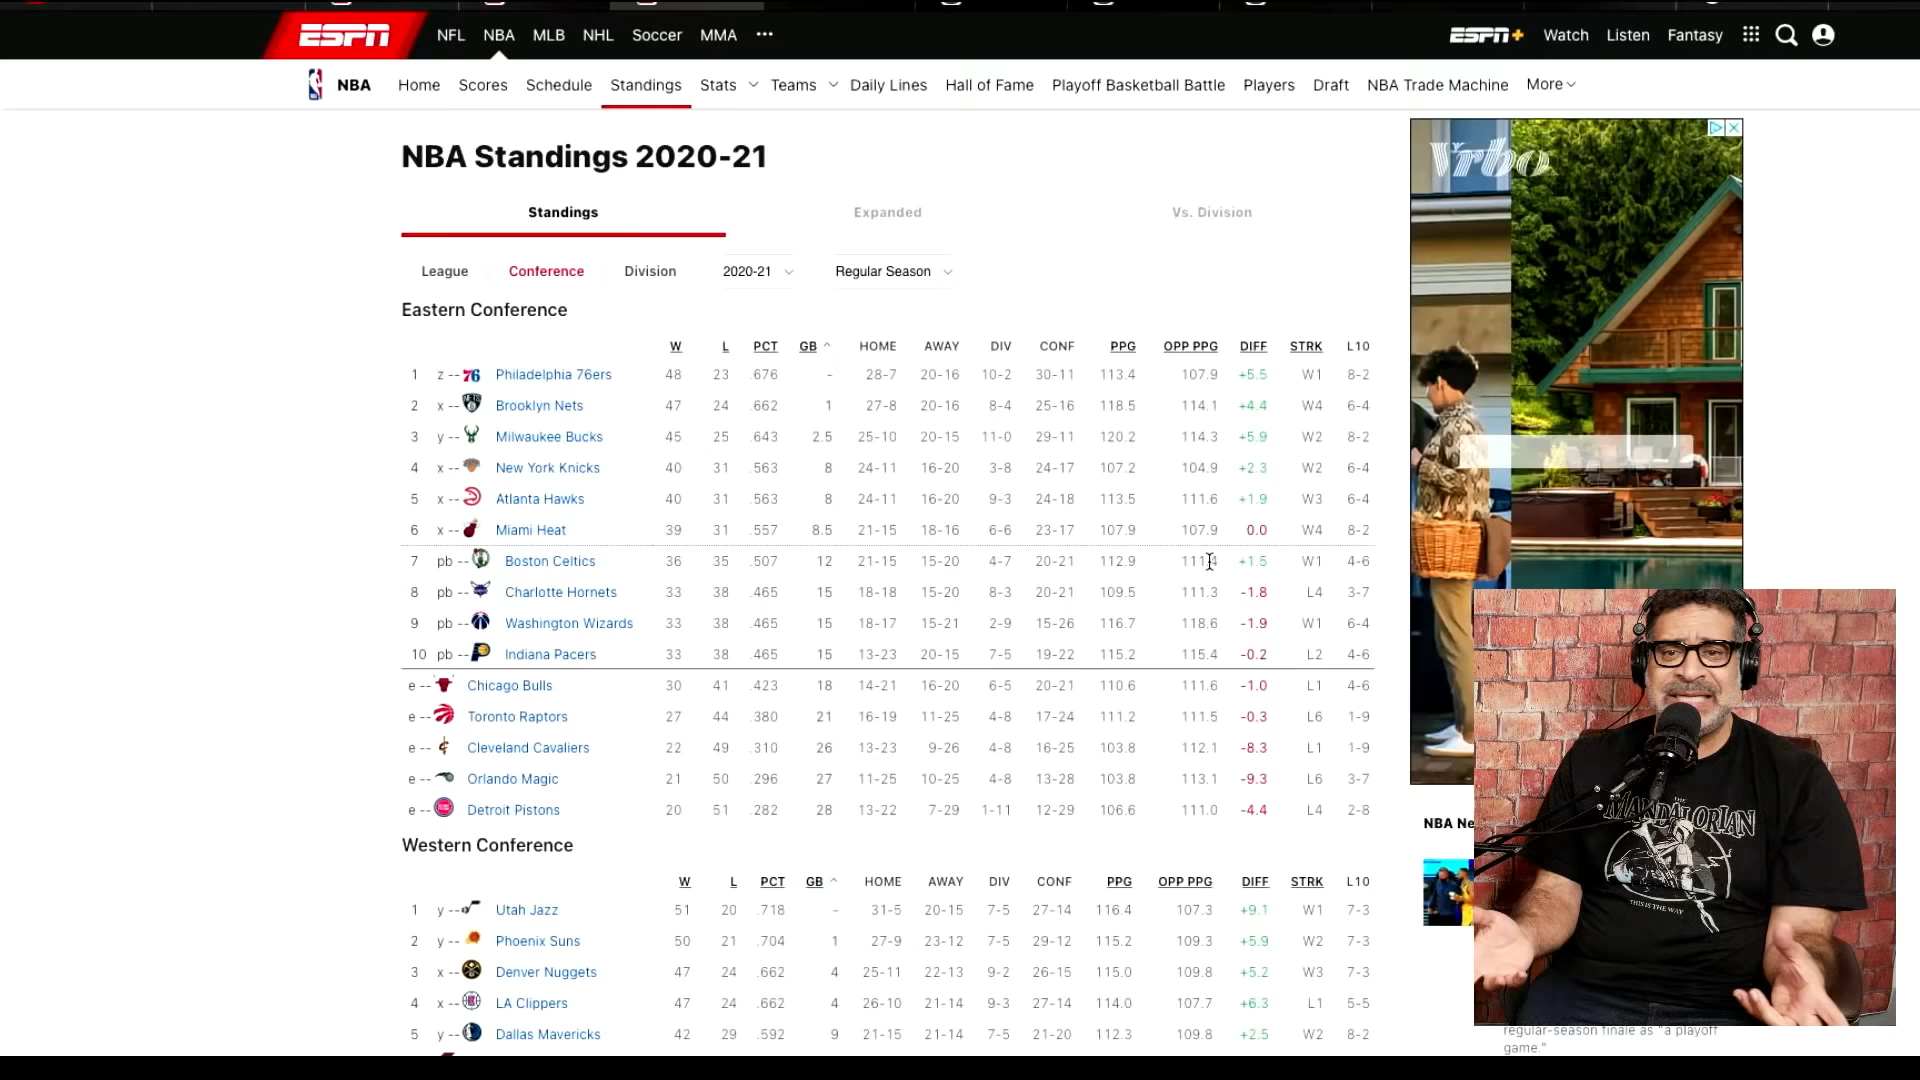 ESPN NFL NBA MLB NHL Soccer MMA ••• ESPN+ Watch Listen Fantasy
NBA Home Scores Schedule Standings Stats Teams Daily Lines Hall of Fame Playoff Basketball Battle Players Draft NBA Trade Machine More
NBA Standings 2020-21
Vrbo
Standings Expanded Vs. Division
League Conference Division 2020-21 Regular Season
Eastern Conference
W L PCT GB HOME AWAY DIV CONF PPG OPP PPG DIFF STRK L10
1 z -- 76 Philadelphia 76ers 48 23 .676 - 28-7 20-16 10-2 30-11 113.4 107.9 +5.5 W1 8-2
2 x -- NETS Brooklyn Nets 47 24 .662 1 27-8 20-16 8-4 25-16 118.5 114.1 +4.4 W4 6-4
3 y -- Milwaukee Bucks 45 25 .643 2.5 25-10 20-15 11-0 29-11 120.2 114.3 +5.9 W2 8-2
4 x -- New York Knicks 40 31 .563 8 24-11 16-20 3-8 24-17 107.2 104.9 +2.3 W2 6-4
5 x -- Atlanta Hawks 40 31 .563 8 24-11 16-20 9-3 24-18 113.5 111.6 +1.9 W3 6-4
6 x -- Miami Heat 39 31 .557 8.5 21-15 18-16 6-6 23-17 107.9 107.9 0.0 W4 8-2
7 pb -- Boston Celtics 36 35 .507 12 21-15 15-20 4-7 20-21 112.9 111.4 +1.5 W1 4-6
8 pb -- Charlotte Hornets 33 38 .465 15 18-18 15-20 8-3 20-21 109.5 111.3 -1.8 L4 3-7
9 pb -- Washington Wizards 33 38 .465 15 18-17 15-21 2-9 15-26 116.7 118.6 -1.9 W1 6-4
10 pb -- Indiana Pacers 33 38 .465 15 13-23 20-15 7-5 19-22 115.2 115.4 -0.2 L2 4-6
e -- Chicago Bulls 30 41 .423 18 14-21 16-20 6-5 20-21 110.6 111.6 -1.0 L1 4-6
e -- Toronto Raptors 27 44 .380 21 16-19 11-25 4-8 17-24 111.2 111.5 -0.3 L6 1-9
e -- Cleveland Cavaliers 22 49 .310 26 13-23 9-26 4-8 16-25 103.8 112.1 -8.3 L1 1-9
e -- Orlando Magic 21 50 .296 27 11-25 10-25 4-8 13-28 103.8 113.1 -9.3 L6 3-7
e -- Detroit Pistons 20 51 .282 28 13-22 7-29 1-11 12-29 106.6 111.0 -4.4 L4 2-8
NBA Ne
THE
MANDALORIAN
THIS IS THE WAY
Western Conference
W L PCT GB HOME AWAY DIV CONF PPG OPP PPG DIFF STRK L10
1 y -- Utah Jazz 51 20 .718 - 31-5 20-15 7-5 27-14 116.4 107.3 +9.1 W1 7-3
2 y -- Phoenix Suns 50 21 .704 1 27-9 23-12 7-5 29-12 115.2 109.3 +5.9 W2 7-3
3 x -- Denver Nuggets 47 24 .662 4 25-11 22-13 9-2 26-15 115.0 109.8 +5.2 W3 7-3
4 x -- LA Clippers 47 24 .662 4 26-10 21-14 9-3 27-14 114.0 107.7 +6.3 L1 5-5
5 y -- Dallas Mavericks 42 29 .592 9 21-15 21-14 7-5 21-20 112.3 109.8 +2.5 W2 8-2
regular-season finale as "a playoff
game."